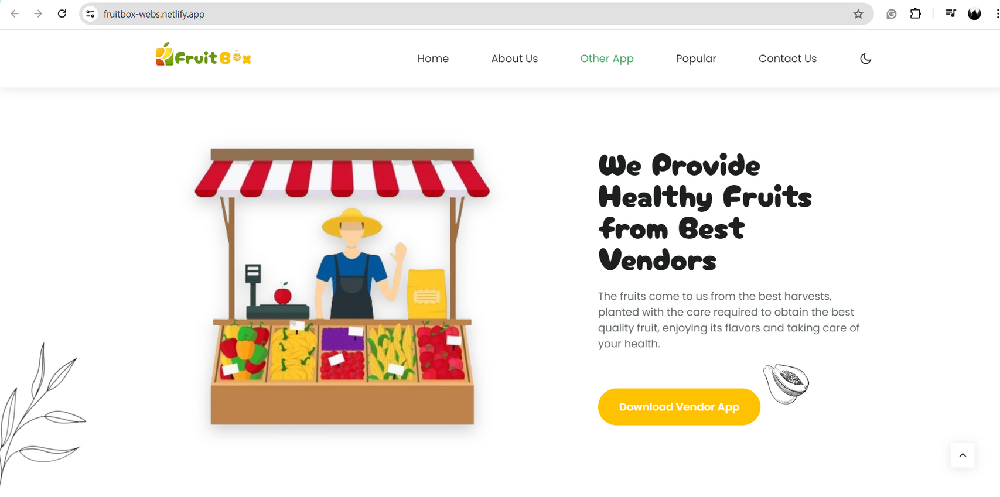 fruitbox-webs.netlify.app
Fruit Box
Home About Us Other App Popular Contact Us
We Provide
Healthy Fruits
from Best
Vendors
The fruits come to us from the best harvests,
planted with the care required to obtain the best
quality fruit, enjoying its flavors and taking care of
your health.
Download Vendor App